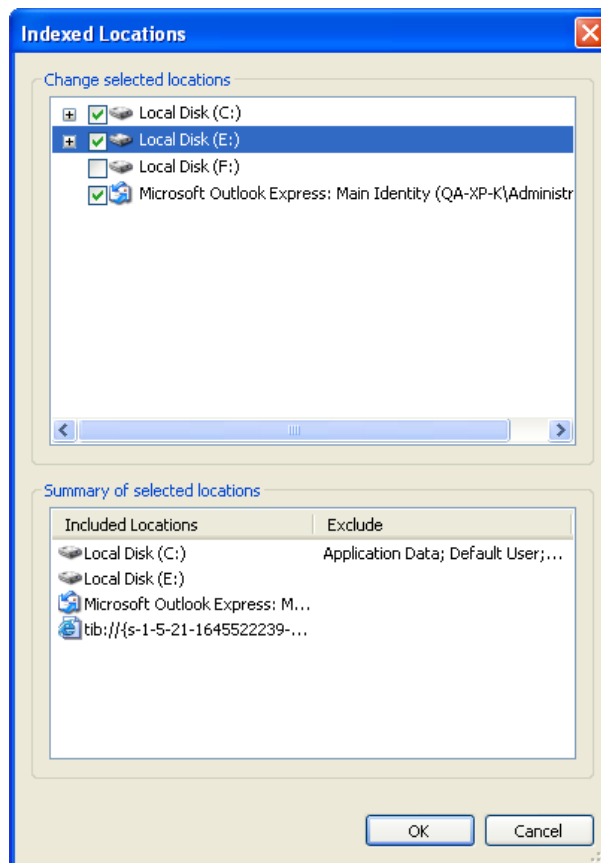 Indexed Locations
Change selected locations
Local Disk (C:)
Local Disk (E:)
Local Disk (F:)
Microsoft Outlook Express: Main Identity (QA-XP-K\Administr
Summary of selected locations
Included Locations Exclude
Local Disk (C:) Application Data; Default User;...
Local Disk (E:)
Microsoft Outlook Express: M...
tib://{s-1-5-21-1645522239-...
OK Cancel